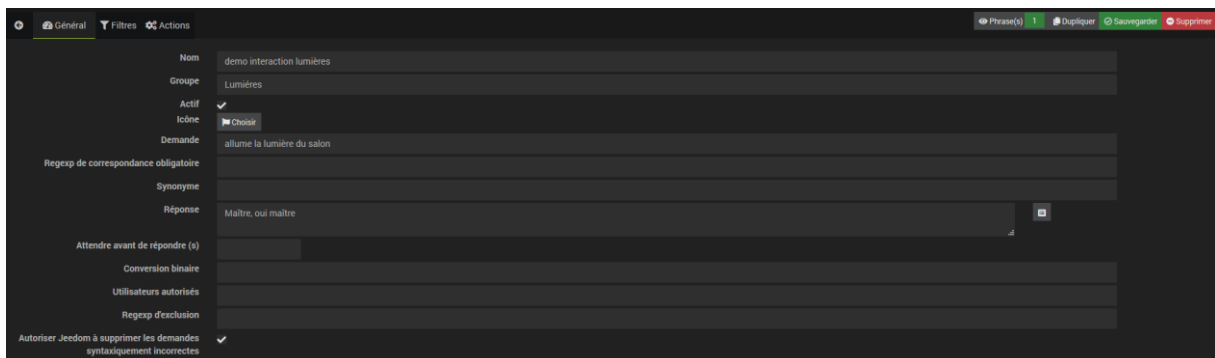 Général Filtres Actions Phrase(s) 1 Dupliquer Sauvegarder Supprimer
Nom demo interaction lumières
Groupe Lumiéres
Actif
Icône Choisir
Demande allume la lumière du salon
Regexp de correspondance obligatoire
Synonyme
Réponse Maître, oui maître
Attendre avant de répondre (s)
Conversion binaire
Utilisateurs autorisés
Regexp d'exclusion
Autoriser Jeedom à supprimer les demandes
syntaxiquement incorrectes